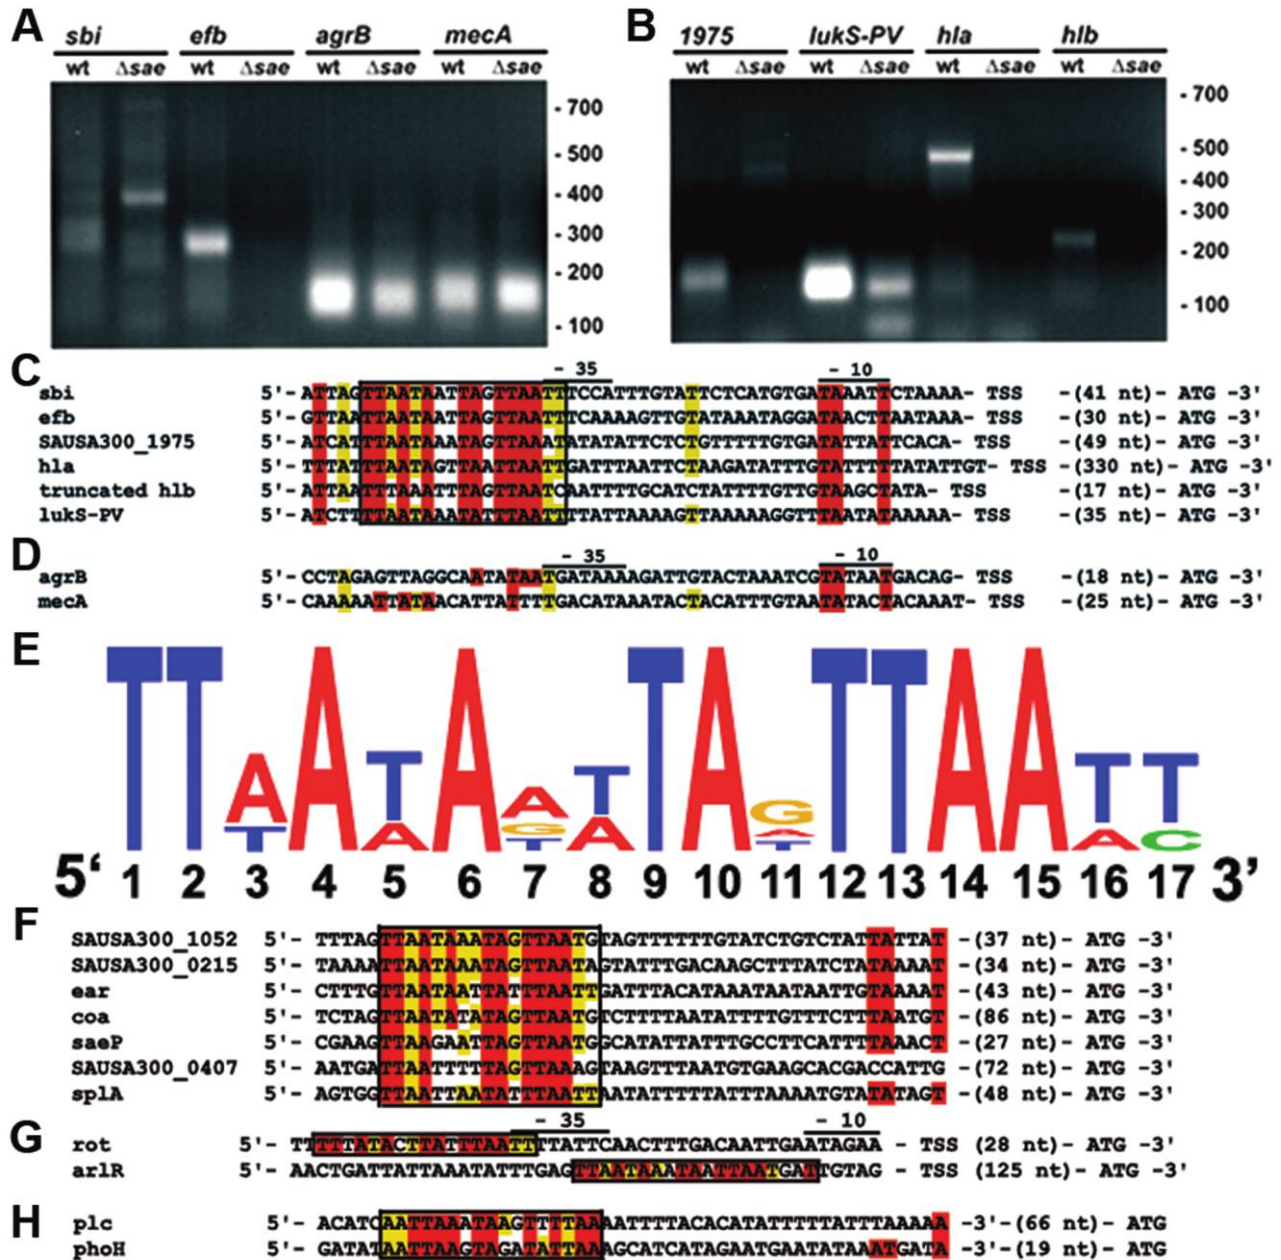 A B
sbi efb agrB mecA 1975 lukS-PV hla hlb
wt Δsae wt Δsae wt Δsae wt Δsae wt Δsae wt Δsae wt Δsae wt Δsae
- 700
- 500
- 400
- 300
- 200
- 100
- 700
- 500
- 400
- 300
- 200
- 100
C
- 35 - 10
sbi 5'- ATTAGTTAATAATTAGTTAATTTCCATTTGTATTCTCATGTGATAAATTCTAAAA- TSS -(41 nt)- ATG -3'
efb 5'- GTTAATTAATAATTAGTTAATTTCAAAAGTTGTATAAATAGGATAACTTAATAAA- TSS -(30 nt)- ATG -3'
SAUSA300_1975 5'- ATCATTTAATAAATAGTTAAATATATATTCTCTGTTTTTGTGATATTATTCACA- TSS -(49 nt)- ATG -3'
hla 5'- TTTATTTAATAGTTAATTAATTGATTTAATTCTAAGATATTTGTATTTTTATATTGT- TSS -(330 nt)- ATG -3'
truncated hlb 5'- ATTAATTTAAATTTAGTTAATCAATTTTGCATCTATTTTGTTGTAAGCTATA- TSS -(17 nt)- ATG -3'
lukS-PV 5'- ATCTTTTAATAAATATTTAATTTTATTAAAAGTTAAAAAGGTTTAATATAAAAA- TSS -(35 nt)- ATG -3'
D
- 35 - 10
agrB 5'- CCTAGAGTTAGGCAATATAATGATAAAAGATTGTACTAAATCGTATAATGACAG- TSS -(18 nt)- ATG -3'
mecA 5'- CAAAAATTATAACATTATTTTGACATAAATACTACATTTGTAATATACTACAAAT- TSS -(25 nt)- ATG -3'
E
TTAATAATTAGTTAATT
TAGAATAC
GT
5' 1 2 3 4 5 6 7 8 9 10 11 12 13 14 15 16 17 3'
F
SAUSA300_1052 5'- TTTAGTTAATAAATAGTTAATGTAGTTTTTTGTATCTGTCTATTATTAT -(37 nt)- ATG -3'
SAUSA300_0215 5'- TAAAATTAATAAATAGTTAATAGTATTTGACAAGCTTTATCTATAAAAT -(34 nt)- ATG -3'
ear 5'- CTTTGTTAATAATTATTTAATTGATTTACATAAATAATAATTGTAAAAT -(43 nt)- ATG -3'
coa 5'- TCTAGTTAATATATAGTTAATGTCTTTTAATATTTTGTTTCTTTAATGT -(86 nt)- ATG -3'
saeP 5'- CGAAGTTAAGAATTAGTTAATGGCATATTATTTGCCTTCATTTTAAACT -(27 nt)- ATG -3'
SAUSA300_0407 5'- AATGATTAATTTTTAGTTAAAGTAAGTTTAATGTGAAGCACGACCATTG -(72 nt)- ATG -3'
splA 5'- AGTGGTTAATTAATATTTAATTAATATTTTTATTTAAATGTAATATAGT -(48 nt)- ATG -3'
G
- 35 - 10
rot 5'- TTTTTATACTTATTTAATTTTATTCAACTTTGACAATTGAATAGAA - TSS (28 nt)- ATG -3'
arlR 5'- AACTGATTATTAAATATTTGAGTTAATAAATAATTAATGATTGTAG - TSS (125 nt)- ATG -3'
H
plc 5'- ACATCAATTAAATAAGTTTTAAAATTTTACACATATTTTTATTTAAAAA -3'-(66 nt)- ATG
phoH 5'- GATATAATTAAGTAGATATTAAAGCATCATAGAATGAATATAAATGATA -3'-(19 nt)- ATG